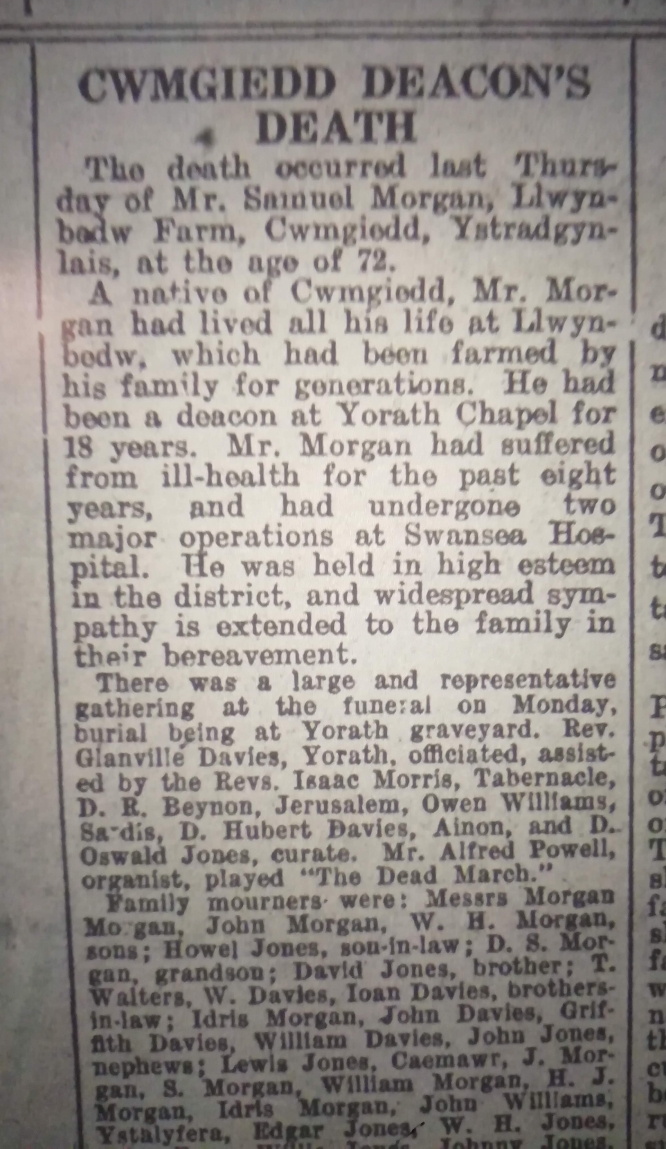 CWMGIEDD DEACON'S
DEATH
The death occurred last Thurs-
day of Mr. Samuel Morgan, Llwyn-
bedw Farm, Cwmgiedd, Ystradgyn-
lais, at the age of 72.
A native of Cwmgiedd, Mr. Mor-
gan had lived all his life at Llwyn-
bedw, which had been farmed by
his family for generations. He had
been a deacon at Yorath Chapel for
18 years. Mr. Morgan had suffered
from ill-health for the past eight
years, and had undergone two
major operations at Swansea Hos-
pital. He was held in high esteem
in the district, and widespread sym-
pathy is extended to the family in
their bereavement.
There was a large and representative
gathering at the funeral on Monday,
burial being at Yorath graveyard. Rev.
Glanville Davies, Yorath, officiated, assist-
ed by the Revs. Isaac Morris, Tabernacle,
D. R. Beynon, Jerusalem, Owen Williams,
Sardis, D. Hubert Davies, Ainon, and D.
Oswald Jones, curate. Mr. Alfred Powell,
organist, played "The Dead March."
Family mourners were: Messrs Morgan
Morgan, John Morgan, W. H. Morgan,
sons; Howel Jones, son-in-law; D. S. Mor-
gan, grandson; David Jones, brother; T.
Walters, W. Davies, Ioan Davies, brothers-
in-law; Idris Morgan, John Davies, Grif-
fith Davies, William Davies, John Jones,
nephews; Lewis Jones, Caemawr, J. Mor-
gan, S. Morgan, William Morgan, H. J.
Morgan, Idris Morgan, John Williams,
Ystalyfera, Edgar Jones, W. H. Jones,
Johnny Jones,